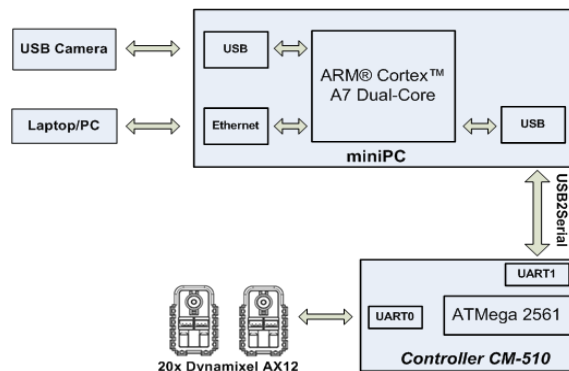 USB Camera
USB
ARM® Cortex™
A7 Dual-Core
Laptop/PC
Ethernet
USB
miniPC
USB2Serial
UART1
UART0
ATMega 2561
Controller CM-510
20x Dynamixel AX12